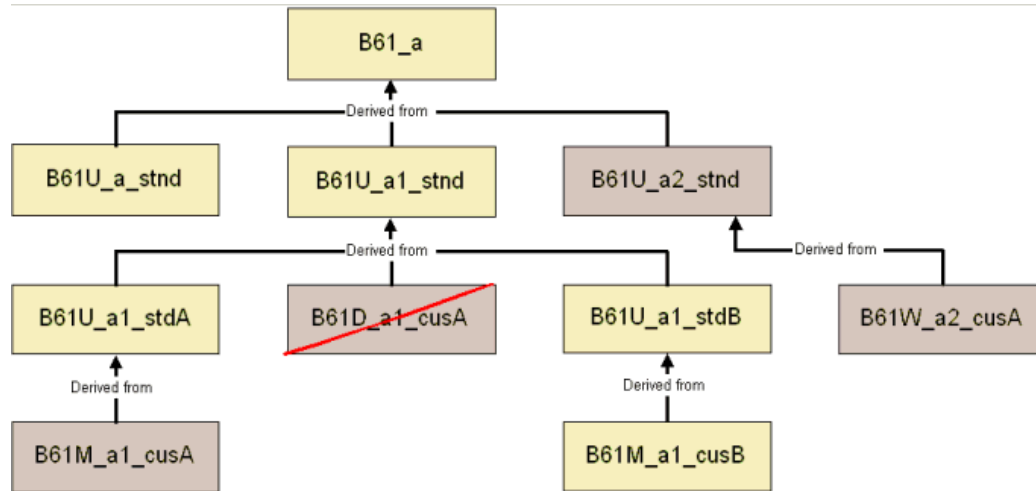 B61_a
Derived from
B61U_a_stnd
B61U_a1_stnd
B61U_a2_stnd
Derived from
Derived from
B61U_a1_stdA
B61D_a1_cusA
B61U_a1_stdB
B61W_a2_cusA
Derived from
Derived from
B61M_a1_cusA
B61M_a1_cusB